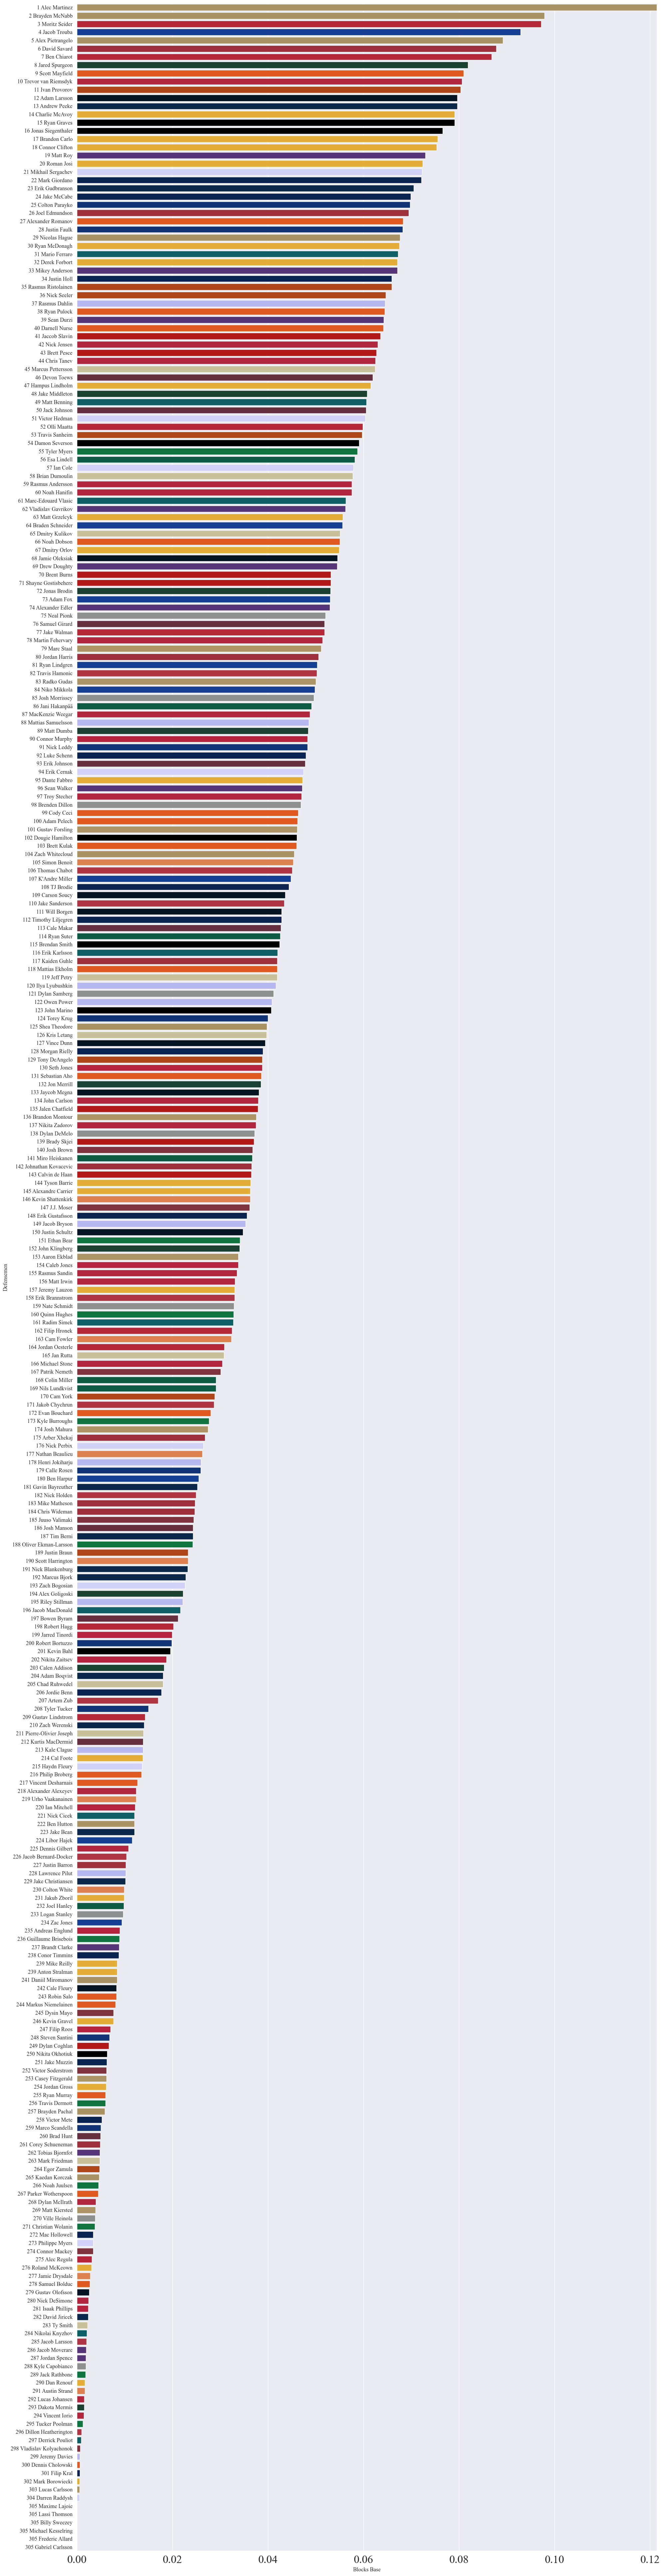 1 Alec Martinez
2 Brayden McNabb
3 Moritz Seider
4 Jacob Trouba
5 Alex Pietrangelo
6 David Savard
7 Ben Chiarot
8 Jared Spurgeon
9 Scott Mayfield
10 Trevor van Riemsdyk
11 Ivan Provorov
12 Adam Larsson
13 Andrew Peeke
14 Charlie McAvoy
15 Ryan Graves
16 Jonas Siegenthaler
17 Brandon Carlo
18 Connor Clifton
19 Matt Roy
20 Roman Josi
21 Mikhail Sergachev
22 Mark Giordano
23 Erik Gudbranson
24 Jake McCabe
25 Colton Parayko
26 Joel Edmundson
27 Alexander Romanov
28 Justin Faulk
29 Nicolas Hague
30 Ryan McDonagh
31 Mario Ferraro
32 Derek Forbort
33 Mikey Anderson
34 Justin Holl
35 Rasmus Ristolainen
36 Nick Seeler
37 Rasmus Dahlin
38 Ryan Pulock
39 Sean Durzi
40 Darnell Nurse
41 Jaccob Slavin
42 Nick Jensen
43 Brett Pesce
44 Chris Tanev
45 Marcus Pettersson
46 Devon Toews
47 Hampus Lindholm
48 Jake Middleton
49 Matt Benning
50 Jack Johnson
51 Victor Hedman
52 Olli Maatta
53 Travis Sanheim
54 Damon Severson
55 Tyler Myers
56 Esa Lindell
57 Ian Cole
58 Brian Dumoulin
59 Rasmus Andersson
60 Noah Hanifin
61 Marc-Edouard Vlasic
62 Vladislav Gavrikov
63 Matt Grzelcyk
64 Braden Schneider
65 Dmitry Kulikov
66 Noah Dobson
67 Dmitry Orlov
68 Jamie Oleksiak
69 Drew Doughty
70 Brent Burns
71 Shayne Gostisbehere
72 Jonas Brodin
73 Adam Fox
74 Alexander Edler
75 Neal Pionk
76 Samuel Girard
77 Jake Walman
78 Martin Fehervary
79 Marc Staal
80 Jordan Harris
81 Ryan Lindgren
82 Travis Hamonic
83 Radko Gudas
84 Niko Mikkola
85 Josh Morrissey
86 Jani Hakanpää
87 MacKenzie Weegar
88 Mattias Samuelsson
89 Matt Dumba
90 Connor Murphy
91 Nick Leddy
92 Luke Schenn
93 Erik Johnson
94 Erik Cernak
95 Dante Fabbro
96 Sean Walker
97 Troy Stecher
98 Brenden Dillon
99 Cody Ceci
100 Adam Pelech
101 Gustav Forsling
102 Dougie Hamilton
103 Brett Kulak
104 Zach Whitecloud
105 Simon Benoit
106 Thomas Chabot
107 K'Andre Miller
108 TJ Brodie
109 Carson Soucy
110 Jake Sanderson
111 Will Borgen
112 Timothy Liljegren
113 Cale Makar
114 Ryan Suter
115 Brendan Smith
116 Erik Karlsson
117 Kaiden Guhle
118 Mattias Ekholm
119 Jeff Petry
120 Ilya Lyubushkin
121 Dylan Samberg
122 Owen Power
123 John Marino
124 Torey Krug
125 Shea Theodore
126 Kris Letang
127 Vince Dunn
128 Morgan Rielly
129 Tony DeAngelo
130 Seth Jones
131 Sebastian Aho
132 Jon Merrill
133 Jaycob Megna
134 John Carlson
135 Jalen Chatfield
136 Brandon Montour
137 Nikita Zadorov
138 Dylan DeMelo
139 Brady Skjei
140 Josh Brown
141 Miro Heiskanen
142 Johnathan Kovacevic
143 Calvin de Haan
144 Tyson Barrie
145 Alexandre Carrier
146 Kevin Shattenkirk
147 J.J. Moser
148 Erik Gustafsson
149 Jacob Bryson
150 Justin Schultz
151 Ethan Bear
152 John Klingberg
153 Aaron Ekblad
154 Caleb Jones
155 Rasmus Sandin
156 Matt Irwin
157 Jeremy Lauzon
158 Erik Brannstrom
159 Nate Schmidt
160 Quinn Hughes
161 Radim Simek
162 Filip Hronek
163 Cam Fowler
164 Jordan Oesterle
165 Jan Rutta
166 Michael Stone
167 Patrik Nemeth
168 Colin Miller
169 Nils Lundkvist
170 Cam York
171 Jakob Chychrun
172 Evan Bouchard
173 Kyle Burroughs
174 Josh Mahura
175 Arber Xhekaj
176 Nick Perbix
177 Nathan Beaulieu
178 Henri Jokiharju
179 Calle Rosen
180 Ben Harpur
181 Gavin Bayreuther
182 Nick Holden
183 Mike Matheson
184 Chris Wideman
185 Juuso Valimaki
186 Josh Manson
187 Tim Berni
188 Oliver Ekman-Larsson
189 Justin Braun
190 Scott Harrington
191 Nick Blankenburg
192 Marcus Bjork
193 Zach Bogosian
194 Alex Goligoski
195 Riley Stillman
196 Jacob MacDonald
197 Bowen Byram
198 Robert Hagg
199 Jarred Tinordi
200 Robert Bortuzzo
201 Kevin Bahl
202 Nikita Zaitsev
203 Calen Addison
204 Adam Boqvist
205 Chad Ruhwedel
206 Jordie Benn
207 Artem Zub
208 Tyler Tucker
209 Gustav Lindstrom
210 Zach Werenski
211 Pierre-Olivier Joseph
212 Kurtis MacDermid
213 Kale Clague
214 Cal Foote
215 Haydn Fleury
216 Philip Broberg
217 Vincent Desharnais
218 Alexander Alexeyev
219 Urho Vaakanainen
220 Ian Mitchell
221 Nick Cicek
222 Ben Hutton
223 Jake Bean
224 Libor Hajek
225 Dennis Gilbert
226 Jacob Bernard-Docker
227 Justin Barron
228 Lawrence Pilut
229 Jake Christiansen
230 Colton White
231 Jakub Zboril
232 Joel Hanley
233 Logan Stanley
234 Zac Jones
235 Andreas Englund
236 Guillaume Brisebois
237 Brandt Clarke
238 Conor Timmins
239 Mike Reilly
239 Anton Stralman
241 Daniil Miromanov
242 Cale Fleury
243 Robin Salo
244 Markus Niemelainen
245 Dysin Mayo
246 Kevin Gravel
247 Filip Roos
248 Steven Santini
249 Dylan Coghlan
250 Nikita Okhotiuk
251 Jake Muzzin
252 Victor Soderstrom
253 Casey Fitzgerald
254 Jordan Gross
255 Ryan Murray
256 Travis Dermott
257 Brayden Pachal
258 Victor Mete
259 Marco Scandella
260 Brad Hunt
261 Corey Schueneman
262 Tobias Bjornfot
263 Mark Friedman
264 Egor Zamula
265 Kaedan Korczak
266 Noah Juulsen
267 Parker Wotherspoon
268 Dylan McIlrath
269 Matt Kiersted
270 Ville Heinola
271 Christian Wolanin
272 Mac Hollowell
273 Philippe Myers
274 Connor Mackey
275 Alec Regula
276 Roland McKeown
277 Jamie Drysdale
278 Samuel Bolduc
279 Gustav Olofsson
280 Nick DeSimone
281 Isaak Phillips
282 David Jiricek
283 Ty Smith
284 Nikolai Knyzhov
285 Jacob Larsson
286 Jacob Moverare
287 Jordan Spence
288 Kyle Capobianco
289 Jack Rathbone
290 Dan Renouf
291 Austin Strand
292 Lucas Johansen
293 Dakota Mermis
294 Vincent Iorio
295 Tucker Poolman
296 Dillon Heatherington
297 Derrick Pouliot
298 Vladislav Kolyachonok
299 Jeremy Davies
300 Dennis Cholowski
301 Filip Kral
302 Mark Borowiecki
303 Lucas Carlsson
304 Darren Raddysh
305 Maxime Lajoie
305 Lassi Thomson
305 Billy Sweezey
305 Michael Kesselring
305 Frederic Allard
305 Gabriel Carlsson
Defensemen
0.00 0.02 0.04 0.06 0.08 0.10 0.12
Blocks Base